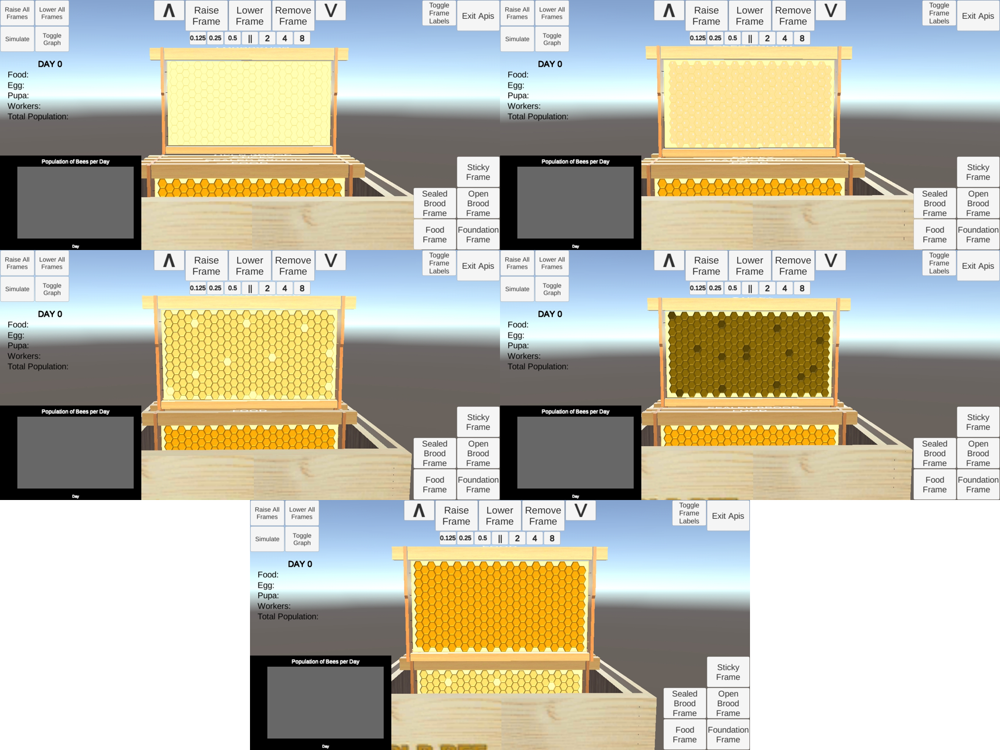 Raise All
Frames
Lower All
Frames
Simulate
Toggle
Graph
Λ
Raise
Frame
Lower
Frame
Remove
Frame
V
0.125 0.25 0.5 || 2 4 8
Toggle
Frame
Labels
Exit Apis
DAY 0
Food:
Egg:
Pupa:
Workers:
Total Population:
Population of Bees per Day
Day
Sticky
Frame
Sealed
Brood
Frame
Open
Brood
Frame
Food
Frame
Foundation
Frame
Raise All
Frames
Lower All
Frames
Simulate
Toggle
Graph
Λ
Raise
Frame
Lower
Frame
Remove
Frame
V
0.125 0.25 0.5 || 2 4 8
Toggle
Frame
Labels
Exit Apis
DAY 0
Food:
Egg:
Pupa:
Workers:
Total Population:
Population of Bees per Day
Day
Sticky
Frame
Sealed
Brood
Frame
Open
Brood
Frame
Food
Frame
Foundation
Frame
Raise All
Frames
Lower All
Frames
Simulate
Toggle
Graph
Λ
Raise
Frame
Lower
Frame
Remove
Frame
V
0.125 0.25 0.5 || 2 4 8
Toggle
Frame
Labels
Exit Apis
DAY 0
Food:
Egg:
Pupa:
Workers:
Total Population:
FOOD
Population of Bees per Day
Day
Sticky
Frame
Sealed
Brood
Frame
Open
Brood
Frame
Food
Frame
Foundation
Frame
Raise All
Frames
Lower All
Frames
Simulate
Toggle
Graph
Λ
Raise
Frame
Lower
Frame
Remove
Frame
V
0.125 0.25 0.5 || 2 4 8
Toggle
Frame
Labels
Exit Apis
DAY 0
Food:
Egg:
Pupa:
Workers:
Total Population:
SEALED BROOD
FOOD
Population of Bees per Day
Day
Sticky
Frame
Sealed
Brood
Frame
Open
Brood
Frame
Food
Frame
Foundation
Frame
Raise All
Frames
Lower All
Frames
Simulate
Toggle
Graph
Λ
Raise
Frame
Lower
Frame
Remove
Frame
V
0.125 0.25 0.5 || 2 4 8
Toggle
Frame
Labels
Exit Apis
DAY 0
Food:
Egg:
Pupa:
Workers:
Total Population:
Population of Bees per Day
Day
Sticky
Frame
Sealed
Brood
Frame
Open
Brood
Frame
Food
Frame
Foundation
Frame